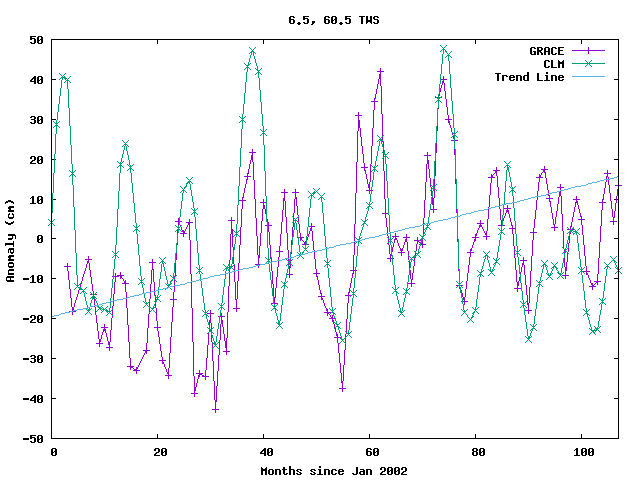 6.5, 60.5 TWS
GRACE
CLM
Trend Line
50
40
30
20
10
0
-10
-20
-30
-40
-50
Anomaly (cm)
0 20 40 60 80 100
Months since Jan 2002